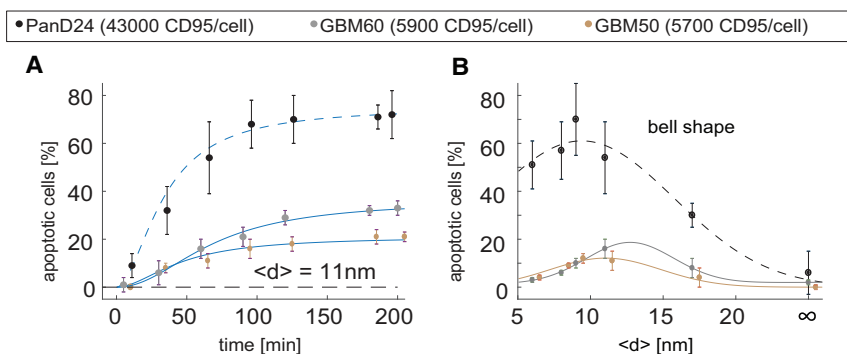 PanD24 (43000 CD95/cell) GBM60 (5900 CD95/cell) GBM50 (5700 CD95/cell)
A
apoptotic cells [%]
80
60
40
20
0
<d> = 11nm
0 50 100 150 200
time [min]
B
apoptotic cells [%]
80
60
40
20
0
bell shape
5 10 15 20 ∞
<d> [nm]